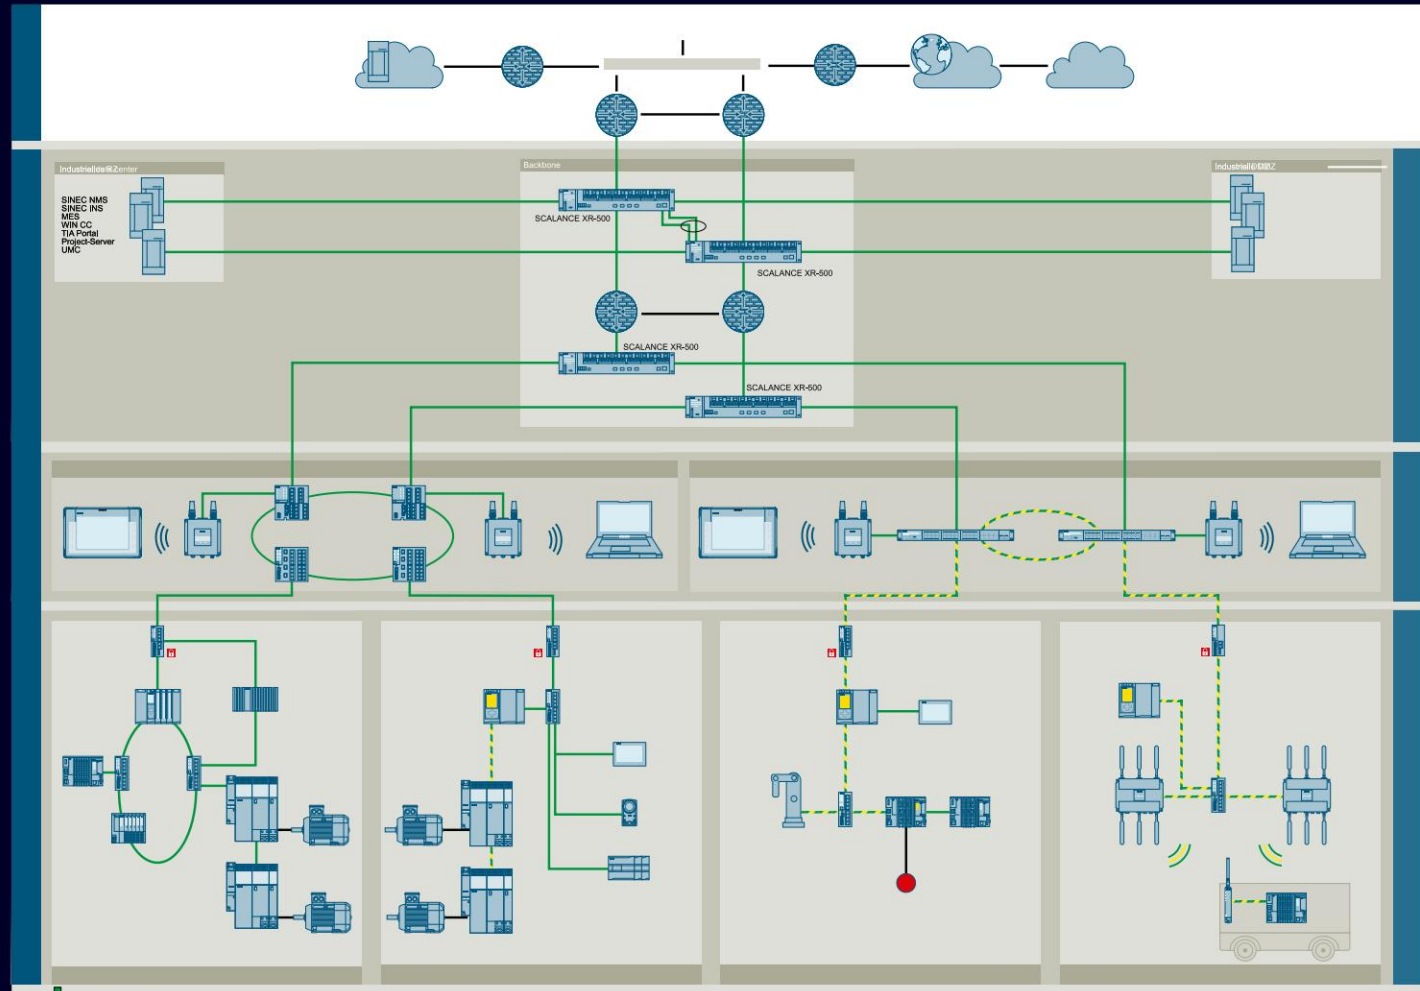 Backbone
SINEC NMS
SINEC INS
MES
WIN CC
TIA Portal
Project-Server
UMC
SCALANCE XR-500
SCALANCE XR-500
SCALANCE XR-500
SCALANCE XR-500